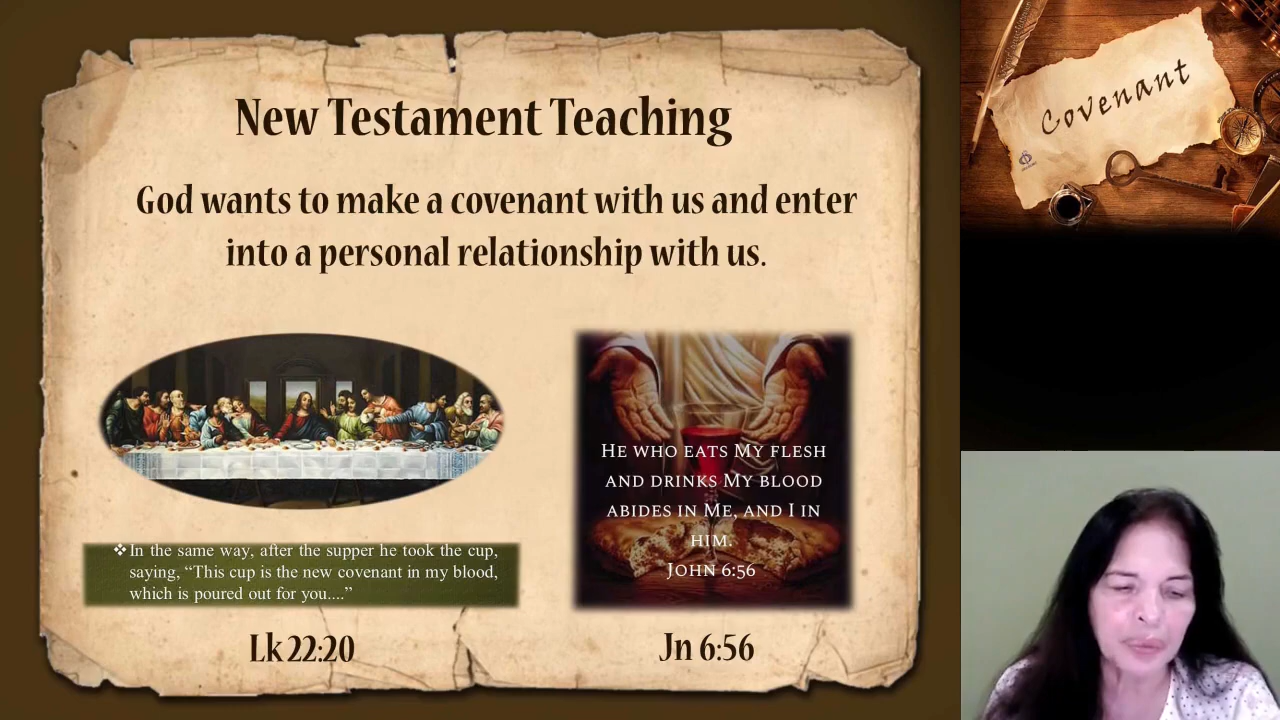 New Testament Teaching
God wants to make a covenant with us and enter
into a personal relationship with us.
❖In the same way, after the supper he took the cup,
saying, “This cup is the new covenant in my blood,
which is poured out for you....”
Lk 22:20
He who eats My flesh
and drinks My blood
abides in Me, and I in
him.
John 6:56
Jn 6:56
Covenant